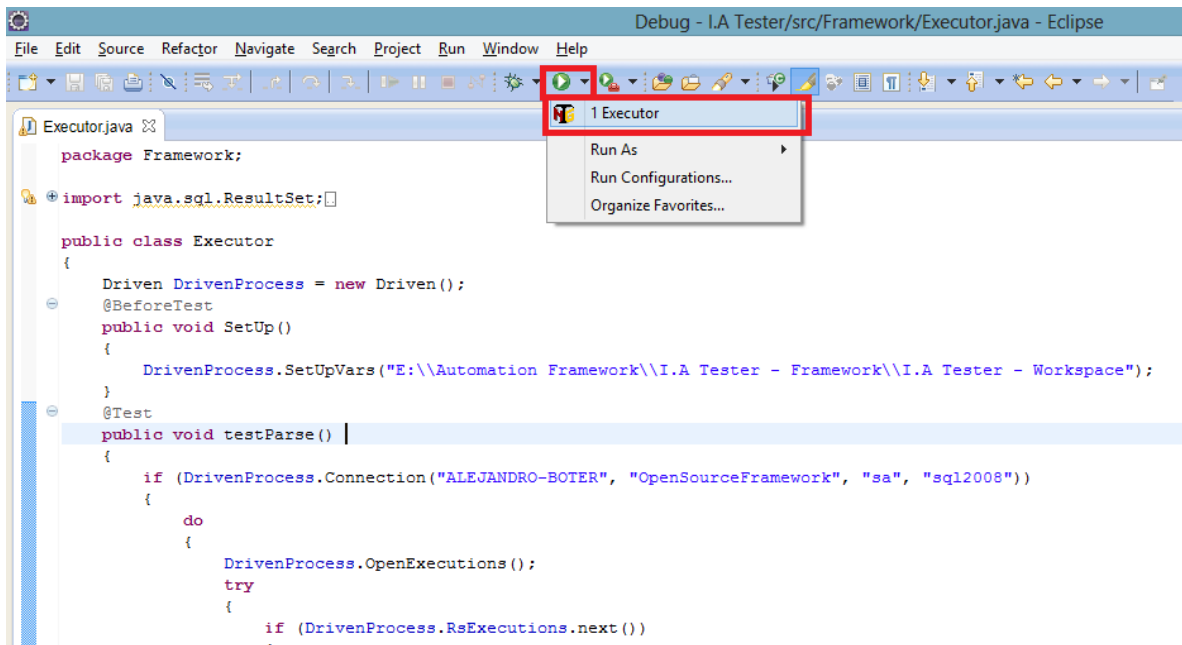 Debug - I.A Tester/src/Framework/Executor.java - Eclipse
File Edit Source Refactor Navigate Search Project Run Window Help
1 Executor
Run As
Run Configurations...
Organize Favorites...
Executor.java
package Framework;
import java.sql.ResultSet;
public class Executor
{
Driven DrivenProcess = new Driven();
@BeforeTest
public void SetUp()
{
DrivenProcess.SetUpVars("E:\\Automation Framework\\I.A Tester - Framework\\I.A Tester - Workspace");
}
@Test
public void testParse()
{
if (DrivenProcess.Connection("ALEJANDRO-BOTER", "OpenSourceFramework", "sa", "sql2008"))
{
do
{
DrivenProcess.OpenExecutions();
try
{
if (DrivenProcess.RsExecutions.next())